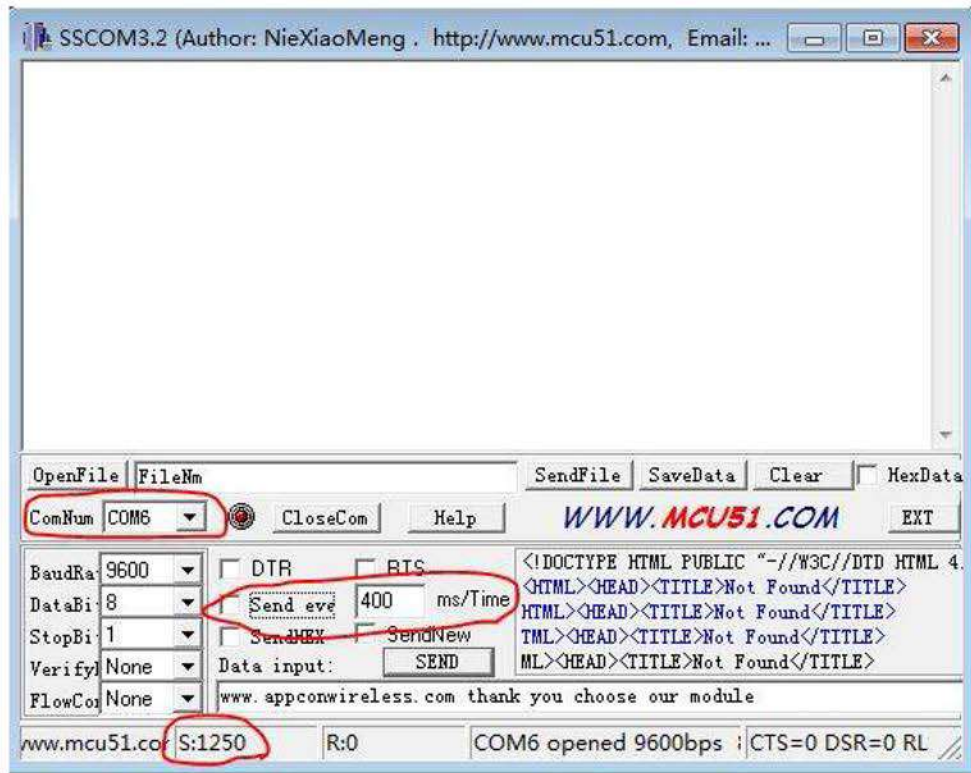 SSCOM3.2 (Author: NieXiaoMeng . http://www.mcu51.com, Email: ...
OpenFile FileNm SendFile SaveData Clear HexData
ComNum COM6 CloseCom Help WWW.MCU51.COM EXT
BaudRa 9600 DTR RTS
DataBi 8 Send eve 400 ms/Time
StopBi 1 SendHEX SendNew
VerifyI None Data input: SEND
FlowCo None www.appconwireless.com thank you choose our module
<!DOCTYPE HTML PUBLIC "-//W3C//DTD HTML 4.
<HTML><HEAD><TITLE>Not Found</TITLE>
HTML><HEAD><TITLE>Not Found</TITLE>
TML><HEAD><TITLE>Not Found</TITLE>
ML><HEAD><TITLE>Not Found</TITLE>
www.mcu51.cor S:1250 R:0 COM6 opened 9600bps CTS=0 DSR=0 RL